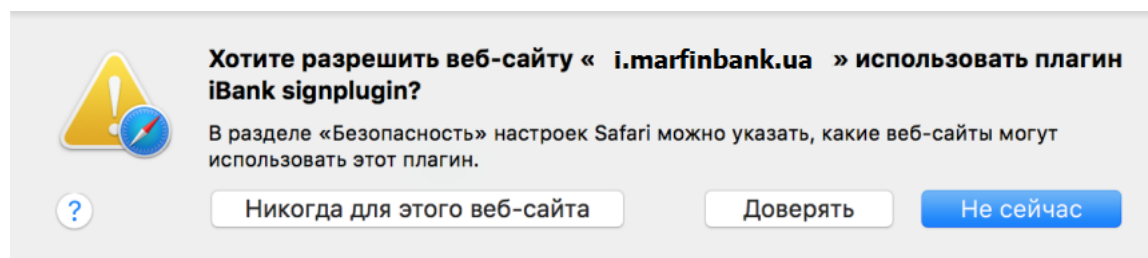 Хотите разрешить веб-сайту « i.marfinbank.ua » использовать плагин
iBank signplugin?
В разделе «Безопасность» настроек Safari можно указать, какие веб-сайты могут
использовать этот плагин.
? Никогда для этого веб-сайта Доверять Не сейчас